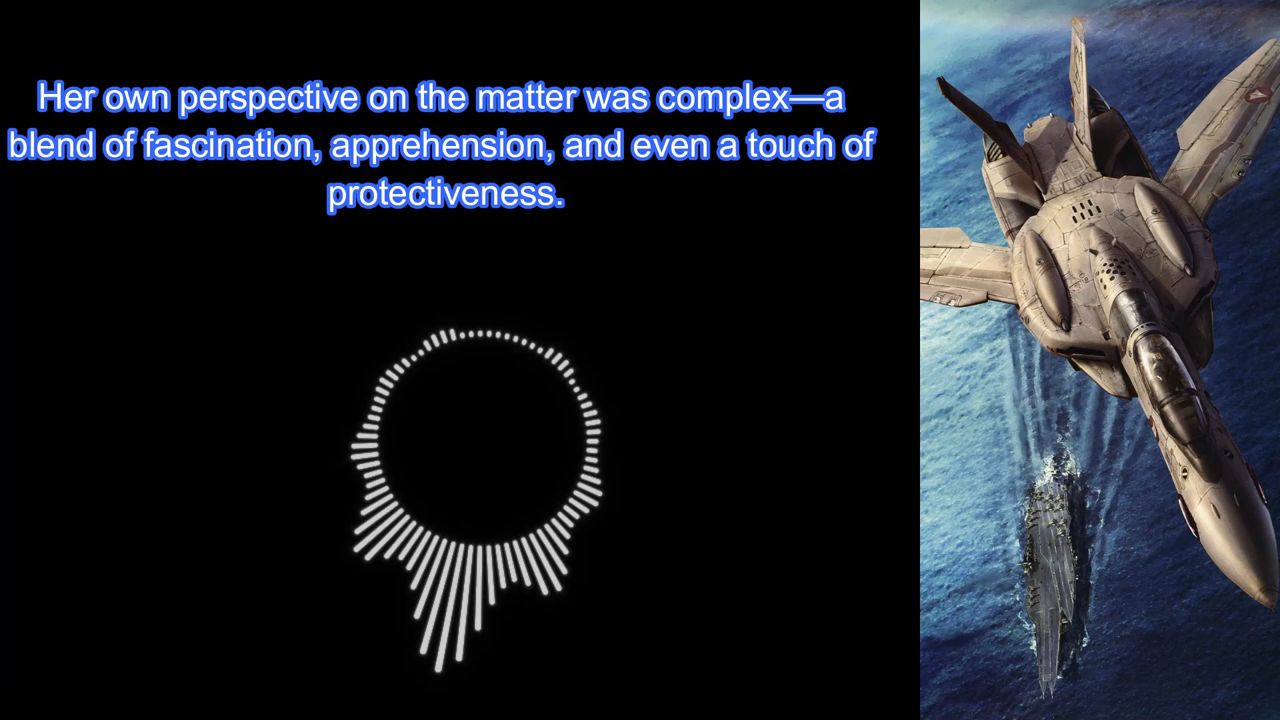 Her own perspective on the matter was complex—a
blend of fascination, apprehension, and even a touch of
protectiveness.